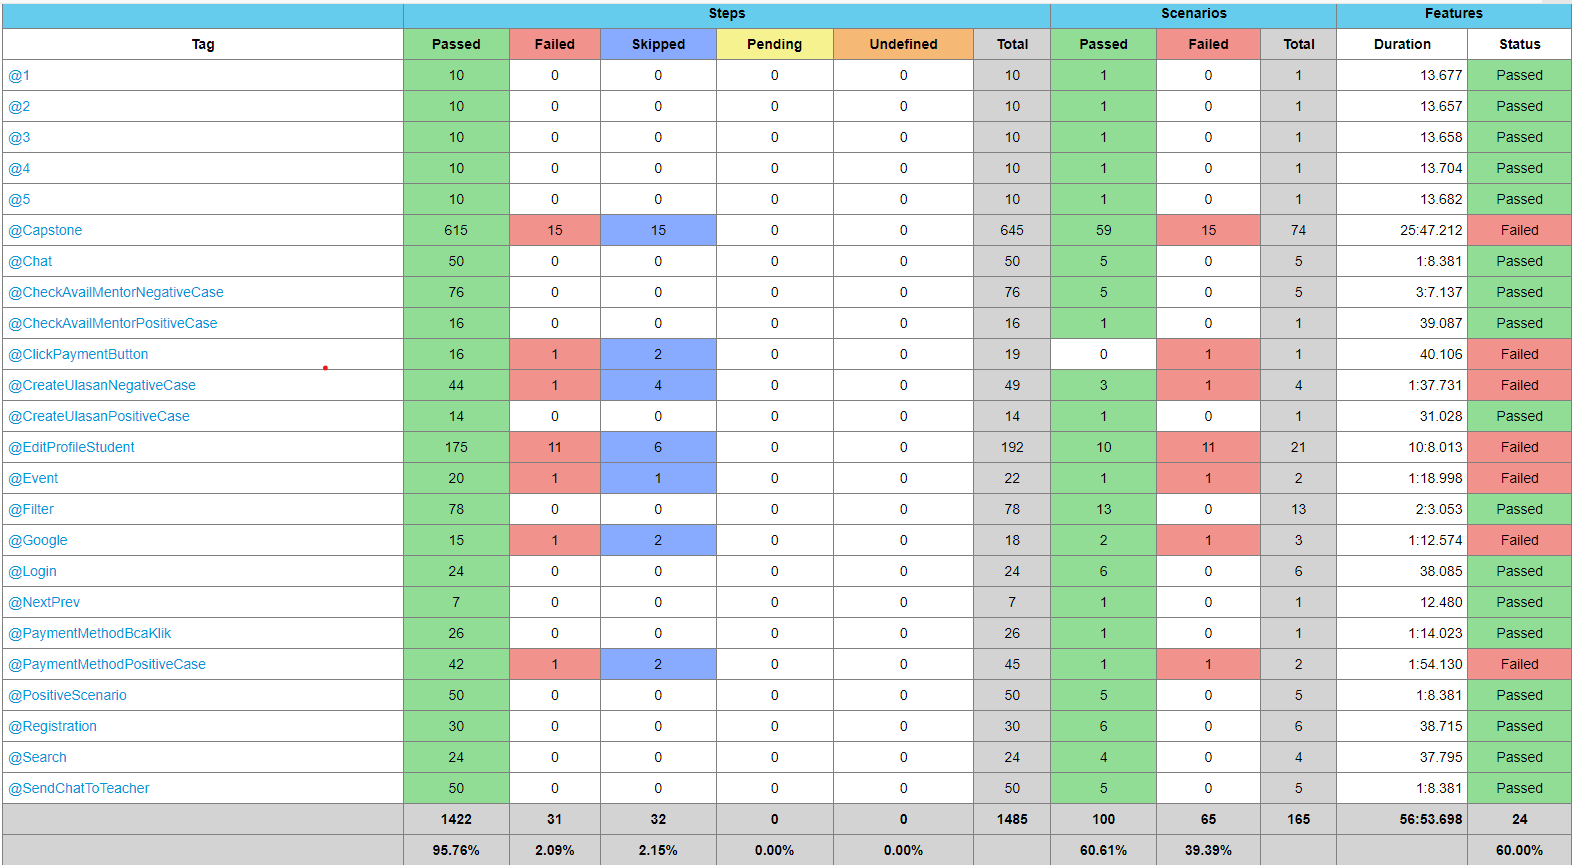 Steps Scenarios Features
Tag Passed Failed Skipped Pending Undefined Total Passed Failed Total Duration Status
@1 10 0 0 0 0 10 1 0 1 13.677 Passed
@2 10 0 0 0 0 10 1 0 1 13.657 Passed
@3 10 0 0 0 0 10 1 0 1 13.658 Passed
@4 10 0 0 0 0 10 1 0 1 13.704 Passed
@5 10 0 0 0 0 10 1 0 1 13.682 Passed
@Capstone 615 15 15 0 0 645 59 15 74 25:47.212 Failed
@Chat 50 0 0 0 0 50 5 0 5 1:8.381 Passed
@CheckAvailMentorNegativeCase 76 0 0 0 0 76 5 0 5 3:7.137 Passed
@CheckAvailMentorPositiveCase 16 0 0 0 0 16 1 0 1 39.087 Passed
@ClickPaymentButton 16 1 2 0 0 19 0 1 1 40.106 Failed
@CreateUlasanNegativeCase 44 1 4 0 0 49 3 1 4 1:37.731 Failed
@CreateUlasanPositiveCase 14 0 0 0 0 14 1 0 1 31.028 Passed
@EditProfileStudent 175 11 6 0 0 192 10 11 21 10:8.013 Failed
@Event 20 1 1 0 0 22 1 1 2 1:18.998 Failed
@Filter 78 0 0 0 0 78 13 0 13 2:3.053 Passed
@Google 15 1 2 0 0 18 2 1 3 1:12.574 Failed
@Login 24 0 0 0 0 24 6 0 6 38.085 Passed
@NextPrev 7 0 0 0 0 7 1 0 1 12.480 Passed
@PaymentMethodBcaKlik 26 0 0 0 0 26 1 0 1 1:14.023 Passed
@PaymentMethodPositiveCase 42 1 2 0 0 45 1 1 2 1:54.130 Failed
@PositiveScenario 50 0 0 0 0 50 5 0 5 1:8.381 Passed
@Registration 30 0 0 0 0 30 6 0 6 38.715 Passed
@Search 24 0 0 0 0 24 4 0 4 37.795 Passed
@SendChatToTeacher 50 0 0 0 0 50 5 0 5 1:8.381 Passed
1422 31 32 0 0 1485 100 65 165 56:53.698 24
95.76% 2.09% 2.15% 0.00% 0.00% 60.61% 39.39% 60.00%